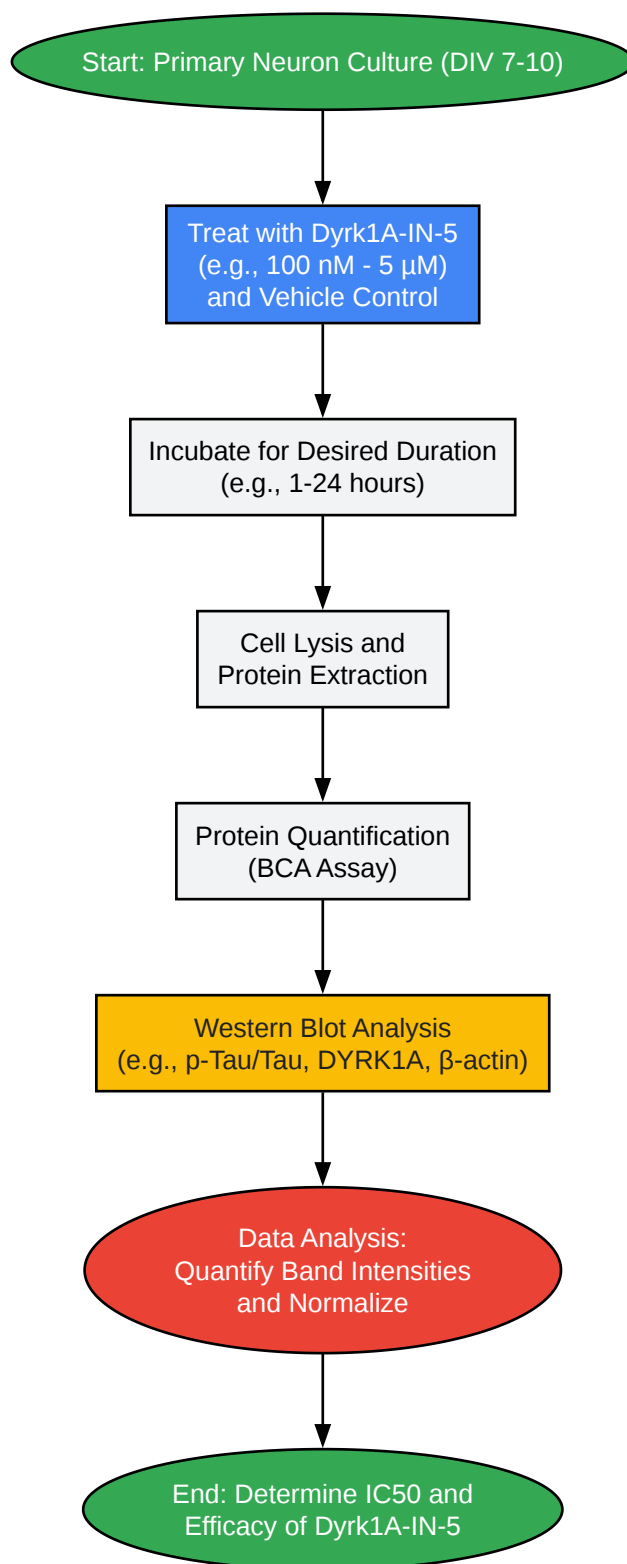 Start: Primary Neuron Culture (DIV 7-10)
Treat with Dyrk1A-IN-5
(e.g., 100 nM - 5 µM)
and Vehicle Control
Incubate for Desired Duration
(e.g., 1-24 hours)
Cell Lysis and
Protein Extraction
Protein Quantification
(BCA Assay)
Western Blot Analysis
(e.g., p-Tau/Tau, DYRK1A, β-actin)
Data Analysis:
Quantify Band Intensities
and Normalize
End: Determine IC50 and
Efficacy of Dyrk1A-IN-5